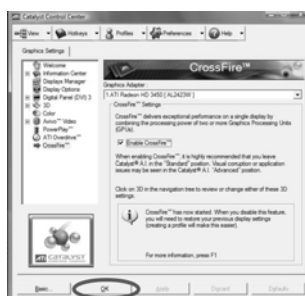 Catalyst Control Center
View
Hotkeys
Profiles
Preferences
Help
Graphics Settings
Welcome
Information Center
Displays Manager
Display Options
Digital Panel (DVI) 3
3D
Color
Avivo™ Video
PowerPlay™
ATI Overdrive™
CrossFire™
CATALYST
CrossFire™
Graphics Adapter :
1.ATI Radeon HD 3450 [ AL2423W ]
CrossFire™ Settings
CrossFire™ delivers exceptional performance on a single display by
combining the processing power of two or more Graphics Processing Units
(GPUs).
Enable CrossFire™
When enabling CrossFire™, it is highly recommended that you leave
Catalyst® A.I. in the "Standard" position. Visual corruption or application
issues may be seen in the Catalyst® A.I. "Advanced" position.
Click on 3D in the navigation tree to review or change either of these 3D
settings.
CrossFire™ has now started. When you disable this feature,
you will need to restore your previous display settings
(creating a profile will make this easier).
For more information, press F1
Basic...
OK
Apply
Discard
Defaults